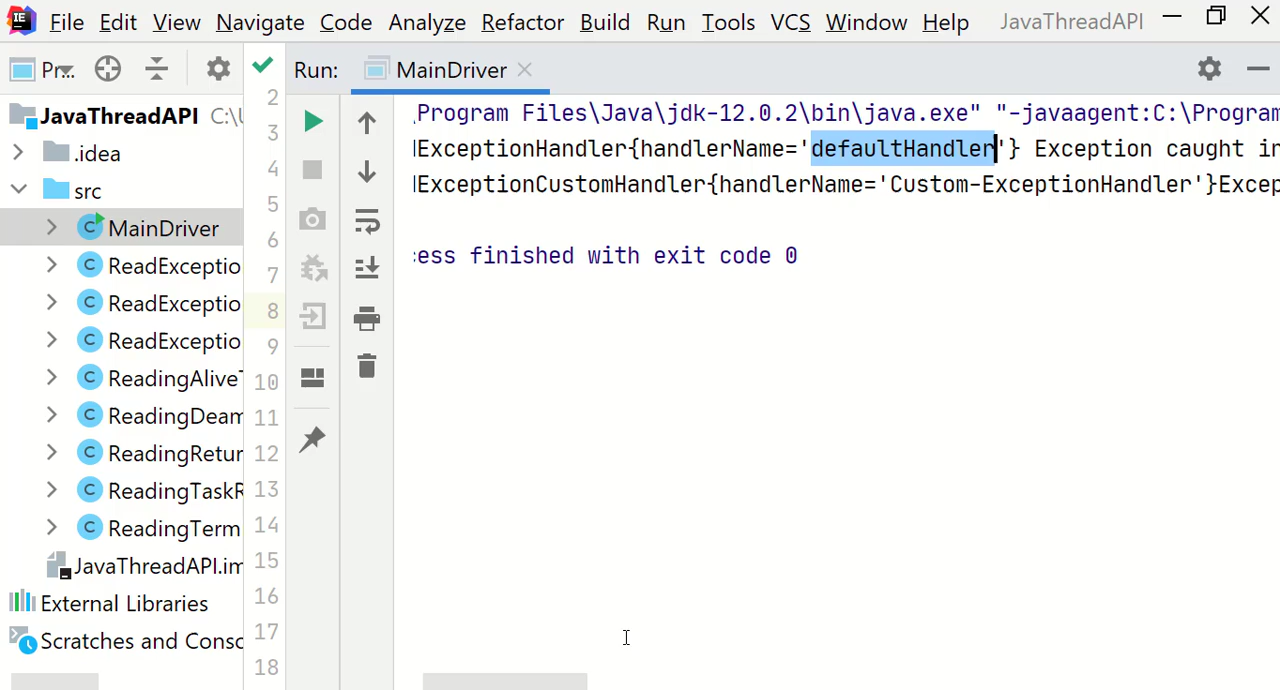 File Edit View Navigate Code Analyze Refactor Build Run Tools VCS Window Help JavaThreadAPI
Pr... Run: MainDriver
JavaThreadAPI C:\U
.idea
src
MainDriver
ReadExceptio
ReadExceptio
ReadExceptio
ReadingAliveT
ReadingDeam
ReadingRetur
ReadingTaskR
ReadingTerm
JavaThreadAPI.im
External Libraries
Scratches and Consc
2
3
4
5
6
7
8
9
10
11
12
13
14
15
16
17
18
\Program Files\Java\jdk-12.0.2\bin\java.exe" "-javaagent:C:\Program
ExceptionHandler{handlerName='defaultHandler'} Exception caught in
ExceptionCustomHandler{handlerName='Custom-ExceptionHandler'}Excep
cess finished with exit code 0